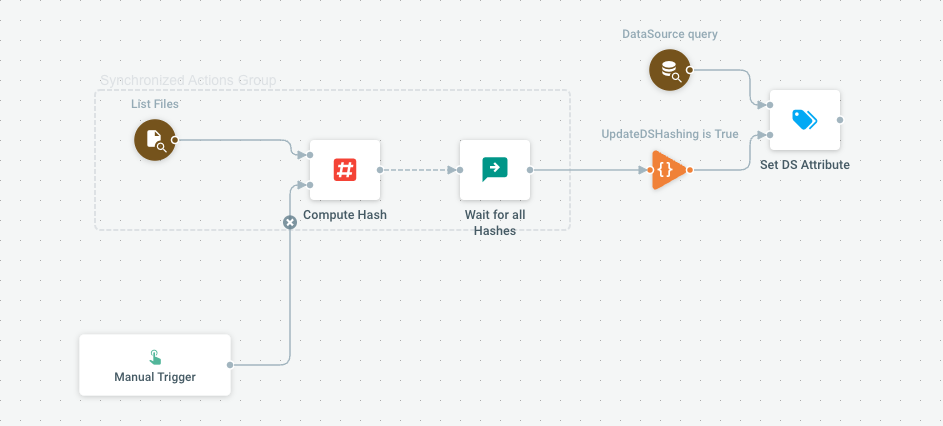 DataSource query
Synchronized Actions Group
List Files
UpdateDSHashing is True
{}
Set DS Attribute
#
Compute Hash
Wait for all
Hashes
Manual Trigger